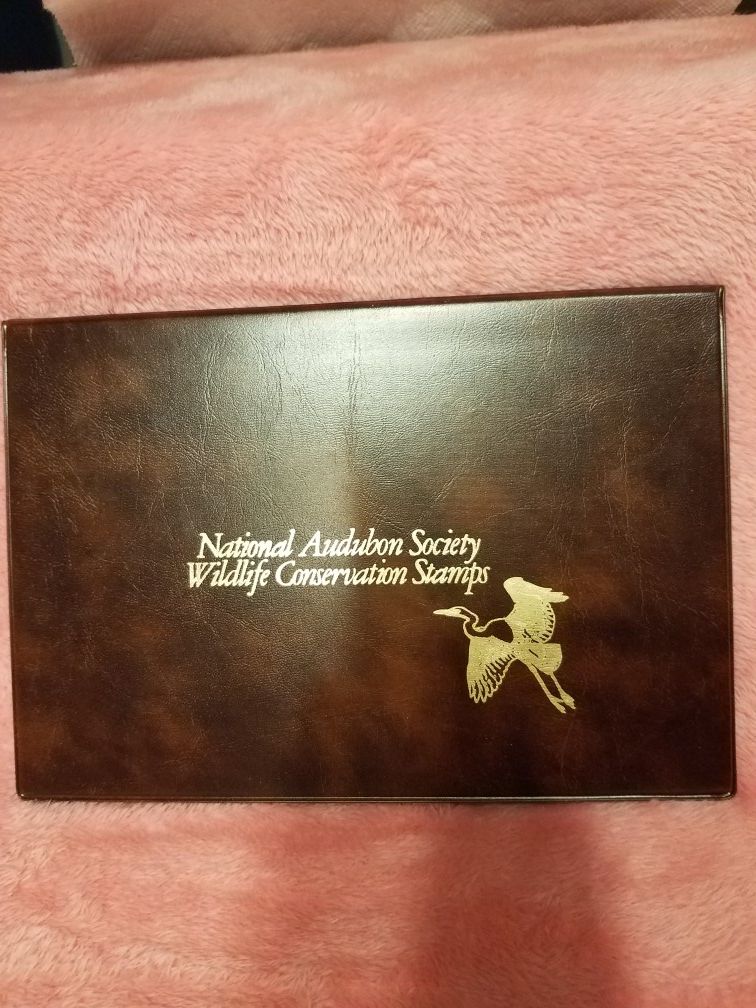 National Audubon Society
Wildlife Conservation Stamps